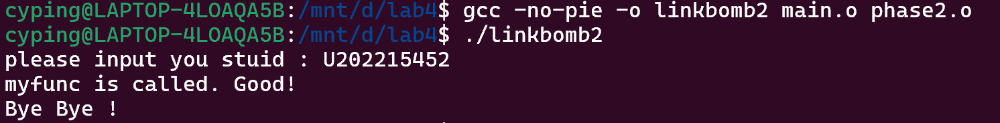 cyping@LAPTOP-4LOAQA5B:/mnt/d/lab4$ gcc -no-pie -o linkbomb2 main.o phase2.o
cyping@LAPTOP-4LOAQA5B:/mnt/d/lab4$ ./linkbomb2
please input you stuid : U202215452
myfunc is called. Good!
Bye Bye !